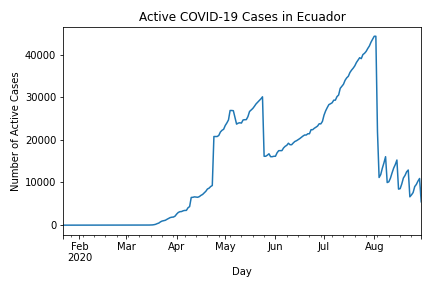 Active COVID-19 Cases in Ecuador
Number of Active Cases
40000
30000
20000
10000
0
Feb Mar Apr May Jun Jul Aug
2020
Day